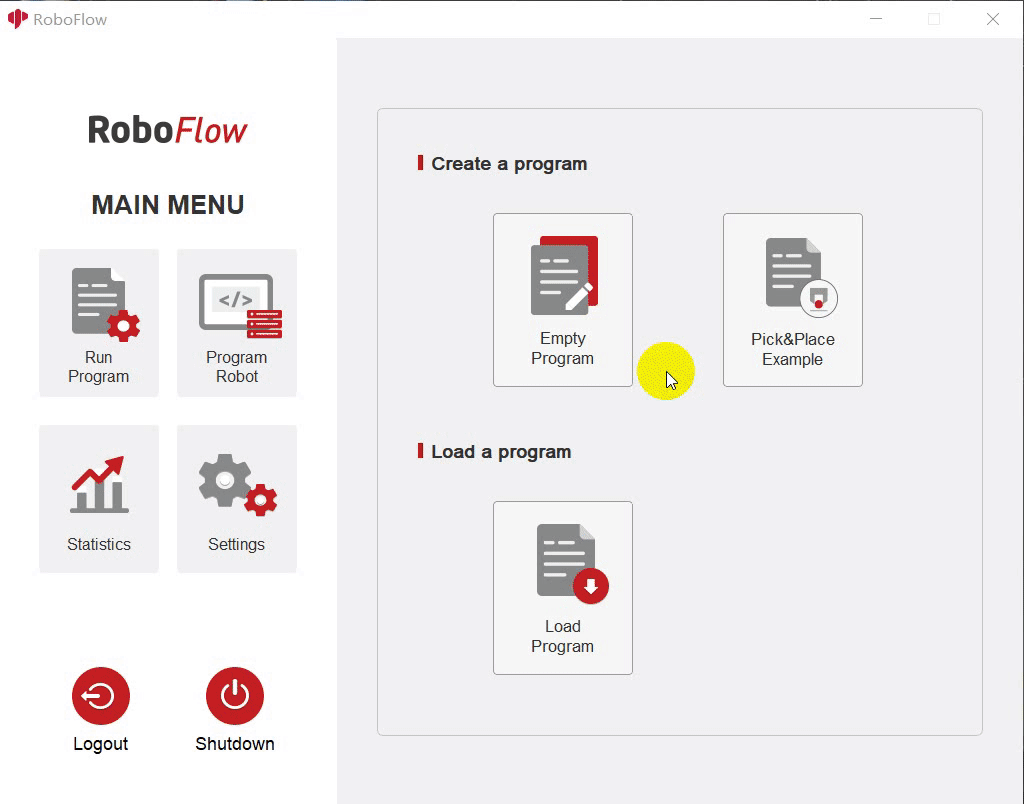 RoboFlow
RoboFlow
MAIN MENU
Run
Program
</>
Program
Robot
Statistics
Settings
Logout
Shutdown
Create a program
Empty
Program
Pick&Place
Example
Load a program
Load
Program